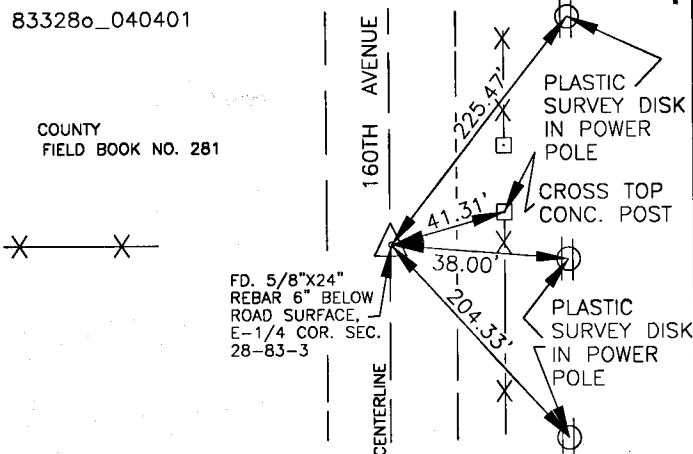 83328o_040401
COUNTY
FIELD BOOK NO. 281
160TH AVENUE
225.47'
PLASTIC
SURVEY DISK
IN POWER
POLE
CROSS TOP
CONC. POST
41.31'
38.00'
204.33'
FD. 5/8"X24"
REBAR 6" BELOW
ROAD SURFACE,
E-1/4 COR. SEC.
28-83-3
PLASTIC
SURVEY DISK
IN POWER
POLE
CENTERLINE